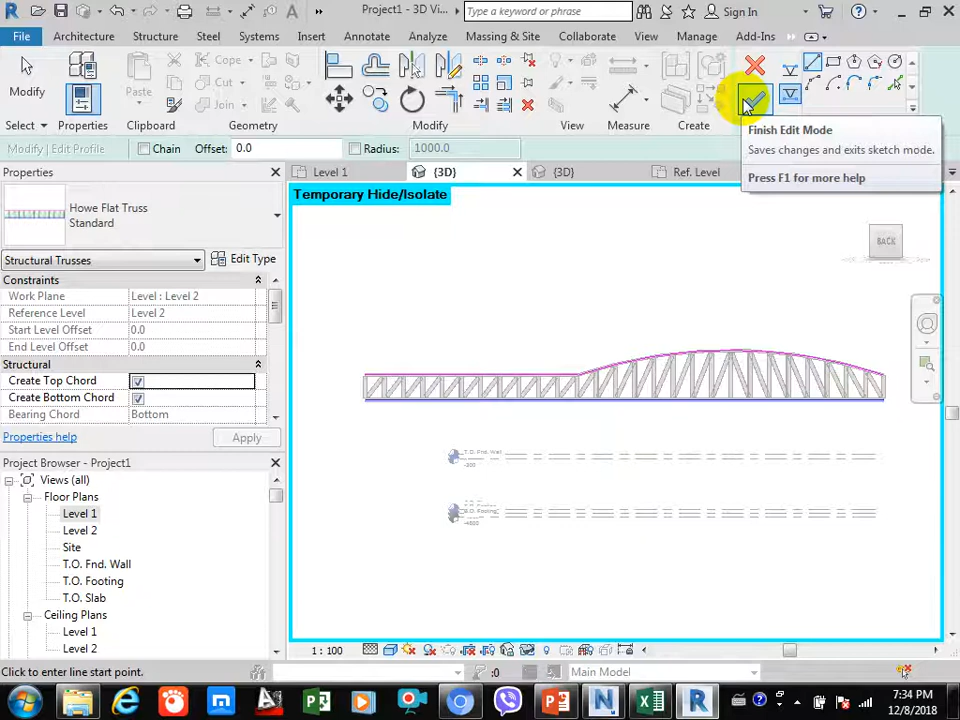 Project1 - 3D Vi...
Type a keyword or phrase
Sign In
File
Architecture
Structure
Steel
Systems
Insert
Annotate
Analyze
Massing & Site
Collaborate
View
Manage
Add-Ins
Modify
Paste
Cope
Cut
Join
Select
Properties
Clipboard
Geometry
Modify
View
Measure
Create
Finish Edit Mode
Saves changes and exits sketch mode.
Press F1 for more help
Modify | Edit Profile
Chain
Offset: 0.0
Radius: 1000.0
Properties
Level 1
{3D}
{3D}
Ref. Level
Temporary Hide/Isolate
BACK
Howe Flat Truss
Standard
Structural Trusses
Edit Type
Constraints
Work Plane Level : Level 2
Reference Level Level 2
Start Level Offset 0.0
End Level Offset 0.0
Structural
Create Top Chord
Create Bottom Chord
Bearing Chord Bottom
Properties help
Apply
T.O. Fnd. Wall
-300
Project Browser - Project1
Views (all)
Floor Plans
Level 1
Level 2
Site
T.O. Fnd. Wall
T.O. Footing
T.O. Slab
Ceiling Plans
Level 1
Level 2
1 : 100
Click to enter line start point.
:0
Main Model
7:34 PM
12/8/2018